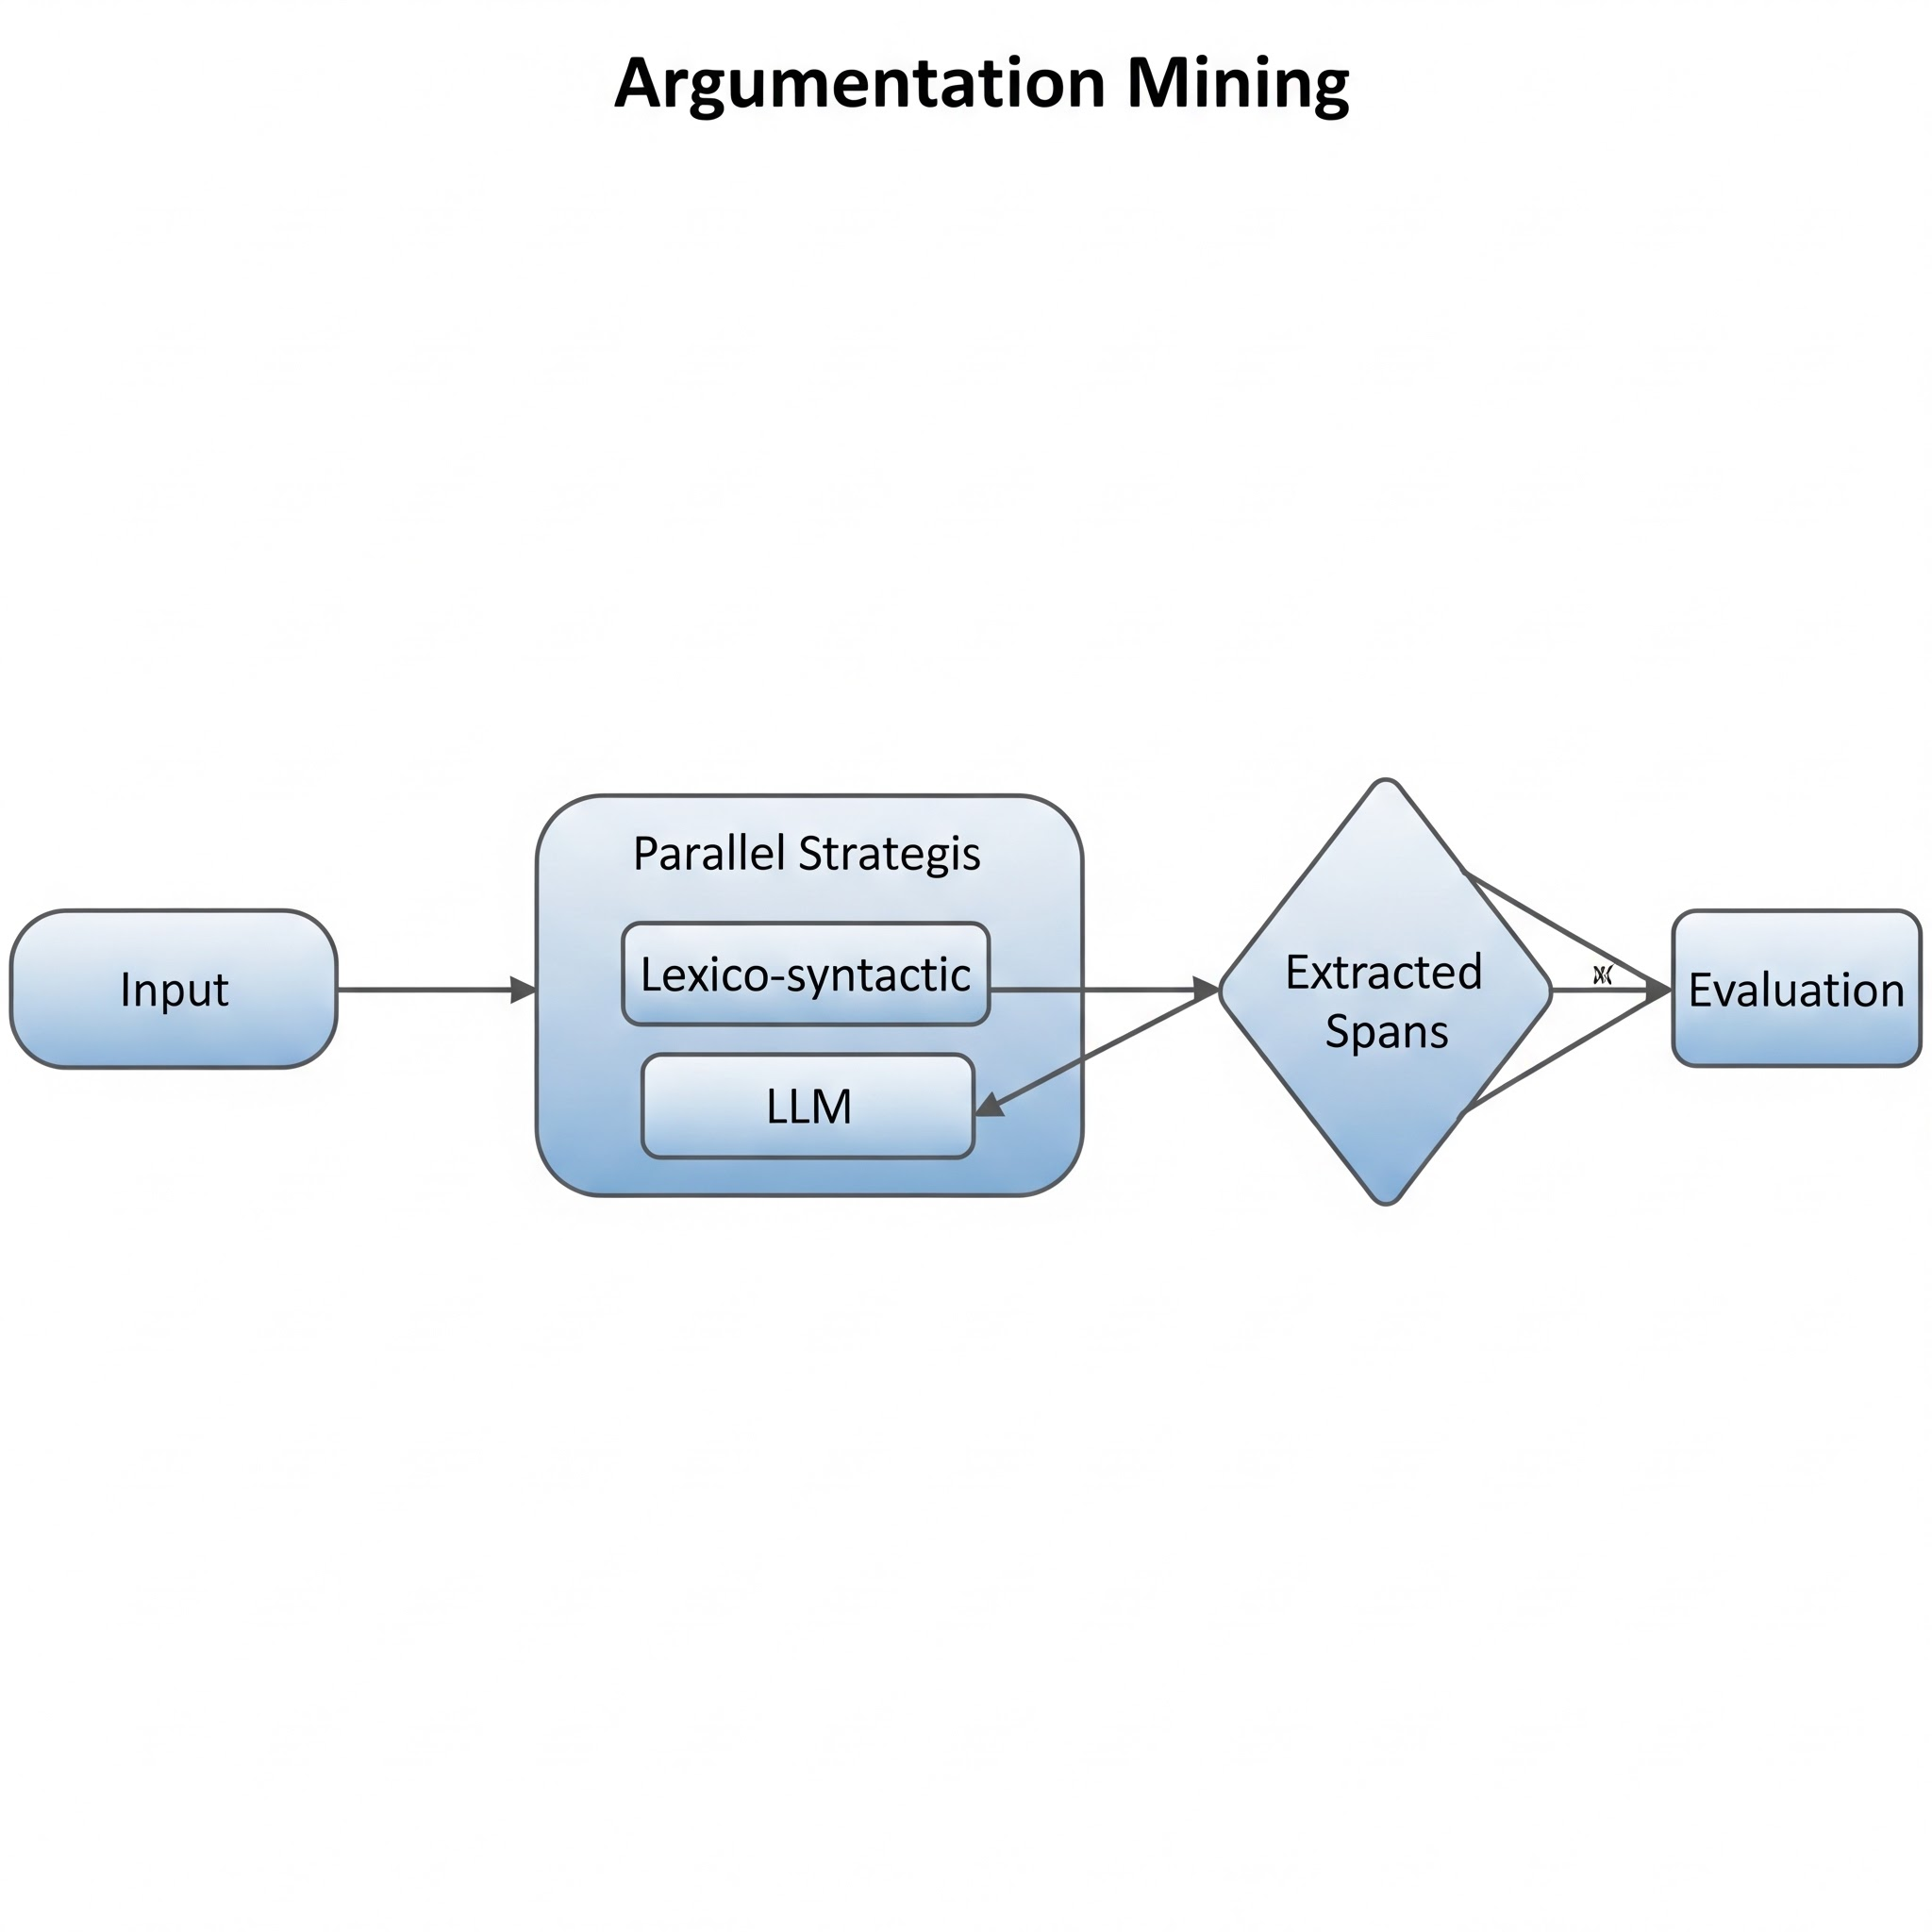 Argumentation Mining
Input
Parallel Strategis
Lexico-syntactic
LLM
Extracted
Spans
Evaluation